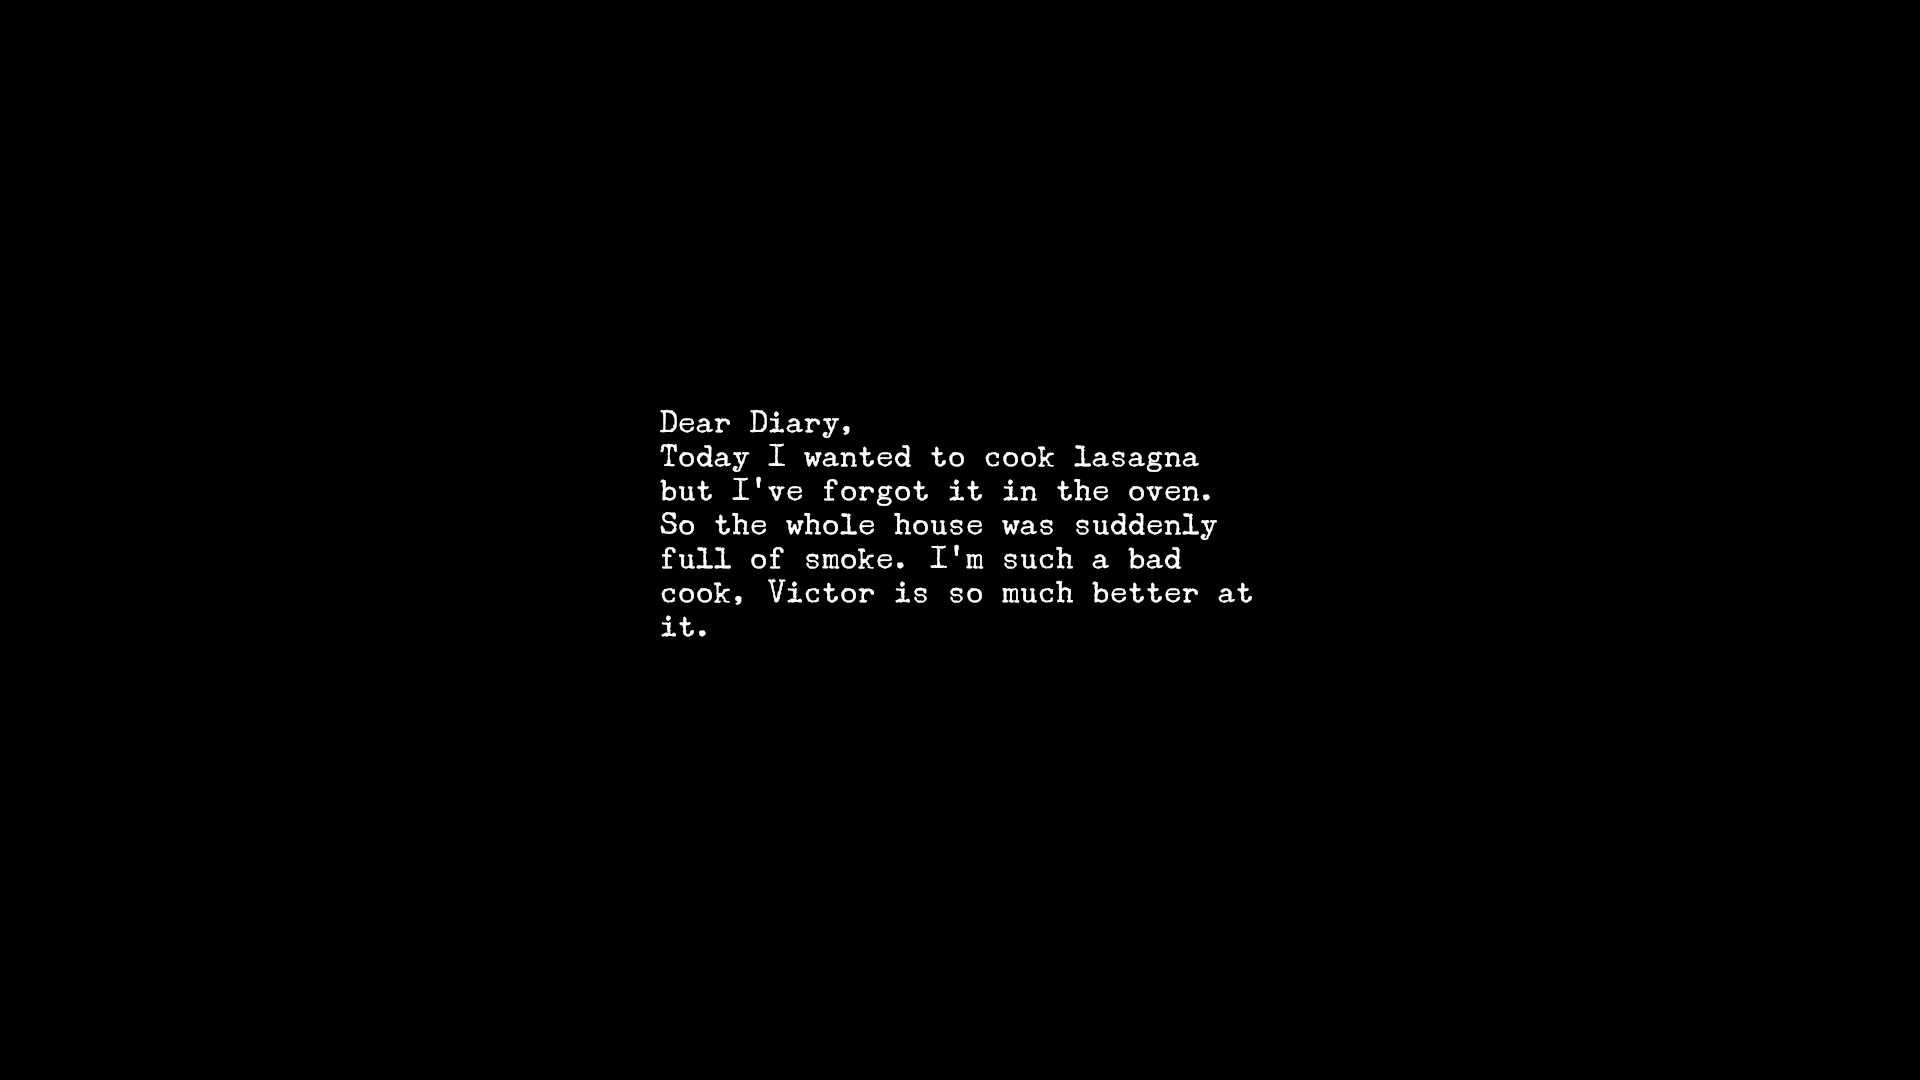 Dear Diary,
Today I wanted to cook lasagna
but I've forgot it in the oven.
So the whole house was suddenly
full of smoke. I'm such a bad
cook, Victor is so much better at
it.